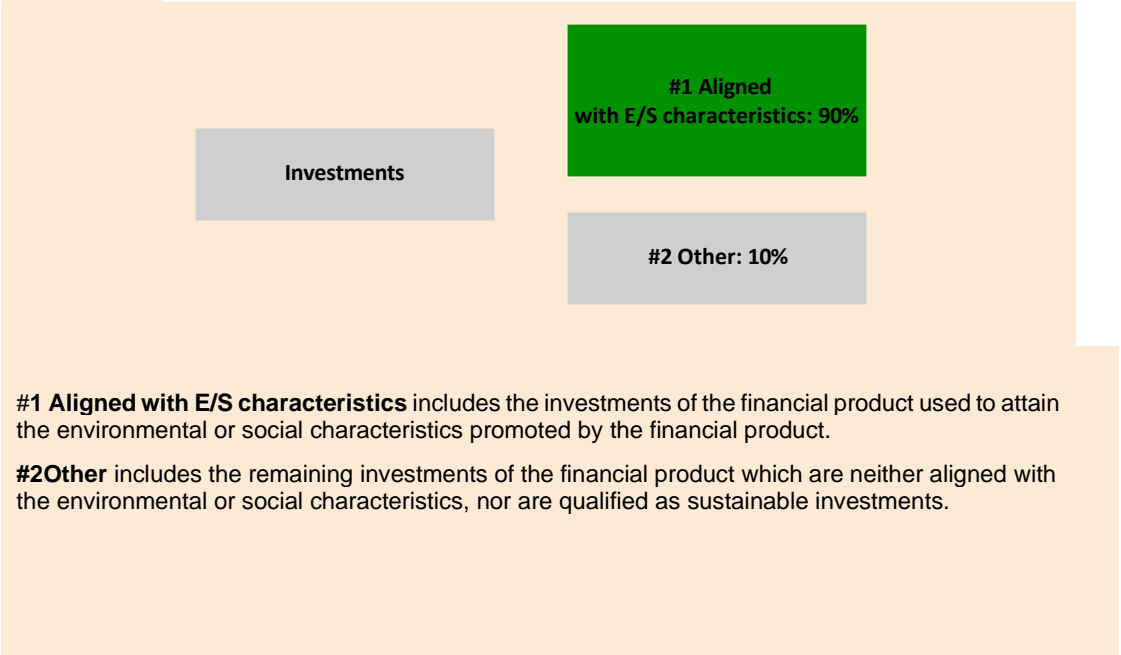 #1 Aligned
with E/S characteristics: 90%
Investments
#2 Other: 10%
#1 Aligned with E/S characteristics includes the investments of the financial product used to attain
the environmental or social characteristics promoted by the financial product.
#2Other includes the remaining investments of the financial product which are neither aligned with
the environmental or social characteristics, nor are qualified as sustainable investments.